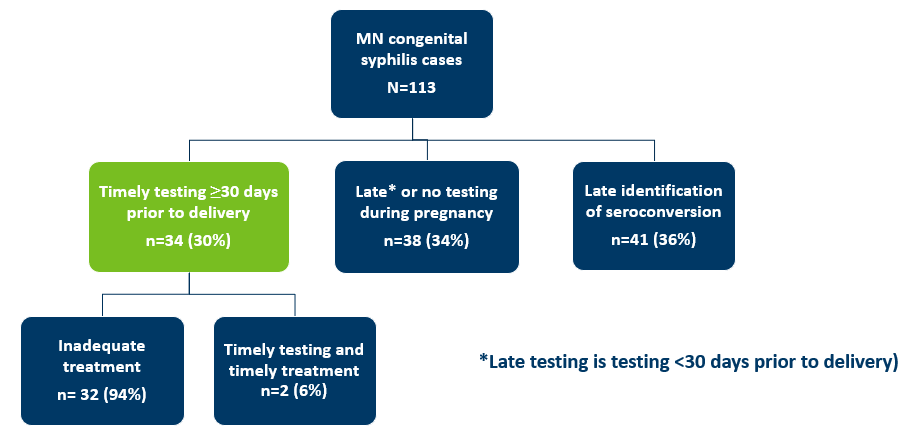 MN congenital
syphilis cases
N=113
Timely testing ≥30 days
prior to delivery
n=34 (30%)
Late* or no testing
during pregnancy
n=38 (34%)
Late identification
of seroconversion
n=41 (36%)
Inadequate
treatment
n= 32 (94%)
Timely testing and
timely treatment
n=2 (6%)
*Late testing is testing <30 days prior to delivery)